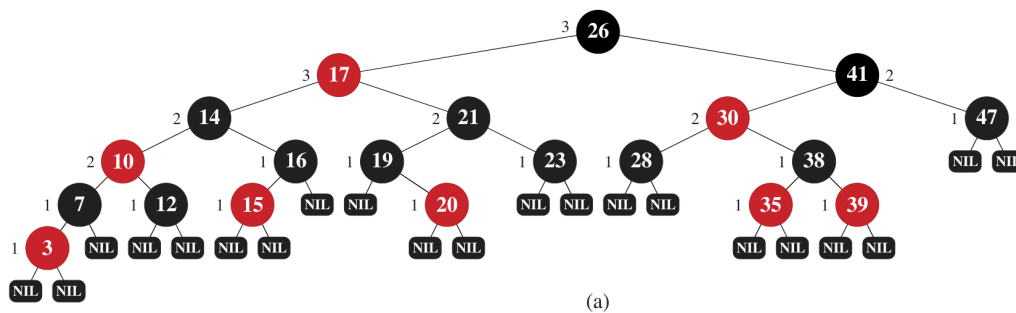 3 26
3 17 41 2
2 14 2 21 2 30 1 47
2 10 1 16 1 19 1 23 1 28 1 38 NIL NIL
1 7 1 12 1 15 NIL NIL 1 20 NIL NIL NIL NIL 1 35 1 39
1 3 NIL NIL NIL NIL NIL NIL NIL NIL NIL NIL NIL
NIL NIL
(a)